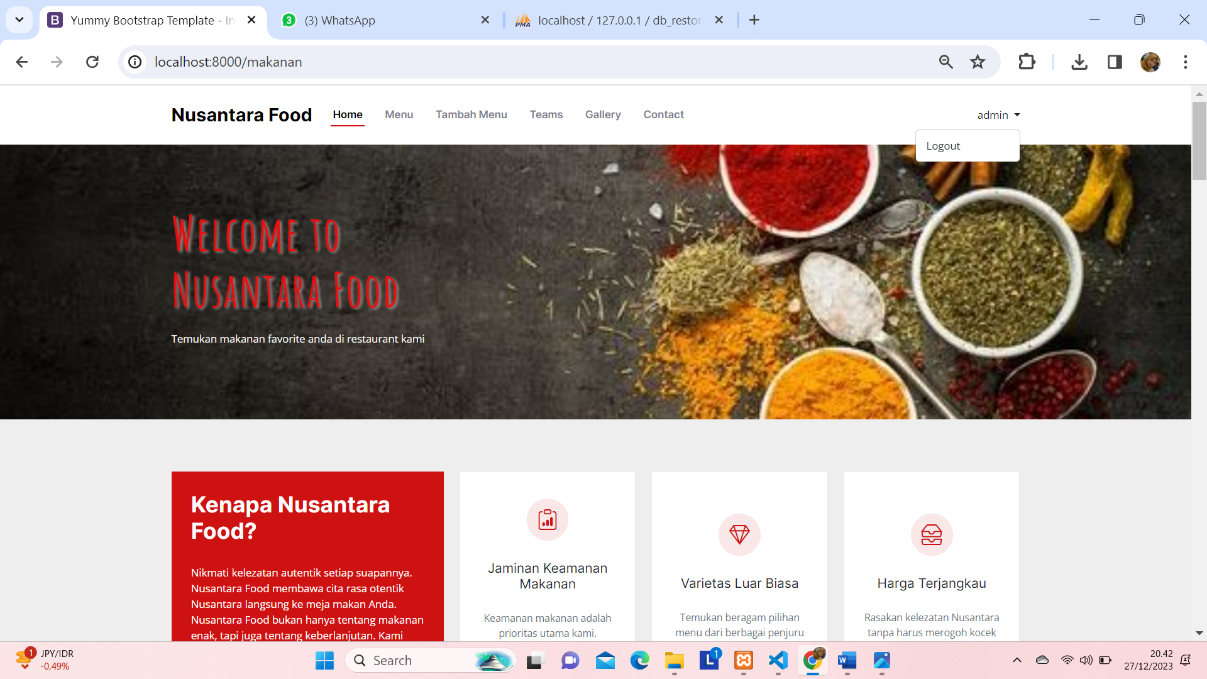 Yummy Bootstrap Template - In
(3) WhatsApp
localhost / 127.0.0.1 / db_restor
localhost:8000/makanan
Nusantara Food
Home
Menu
Tambah Menu
Teams
Gallery
Contact
admin
Logout
Welcome to
Nusantara Food
Temukan makanan favorite anda di restaurant kami
Kenapa Nusantara
Food?
Nikmati kelezatan autentik setiap suapannya.
Nusantara Food membawa cita rasa otentik
Nusantara langsung ke meja makan Anda.
Nusantara Food bukan hanya tentang makanan
enak, tapi juga tentang keberlanjutan. Kami
Jaminan Keamanan
Makanan
Keamanan makanan adalah
prioritas utama kami.
Varietas Luar Biasa
Temukan beragam pilihan
menu dari berbagai penjuru
Harga Terjangkau
Rasakan kelezatan Nusantara
tanpa harus merogoh kocek
1
JPY/IDR
-0,49%
Search
1
20.42
27/12/2023